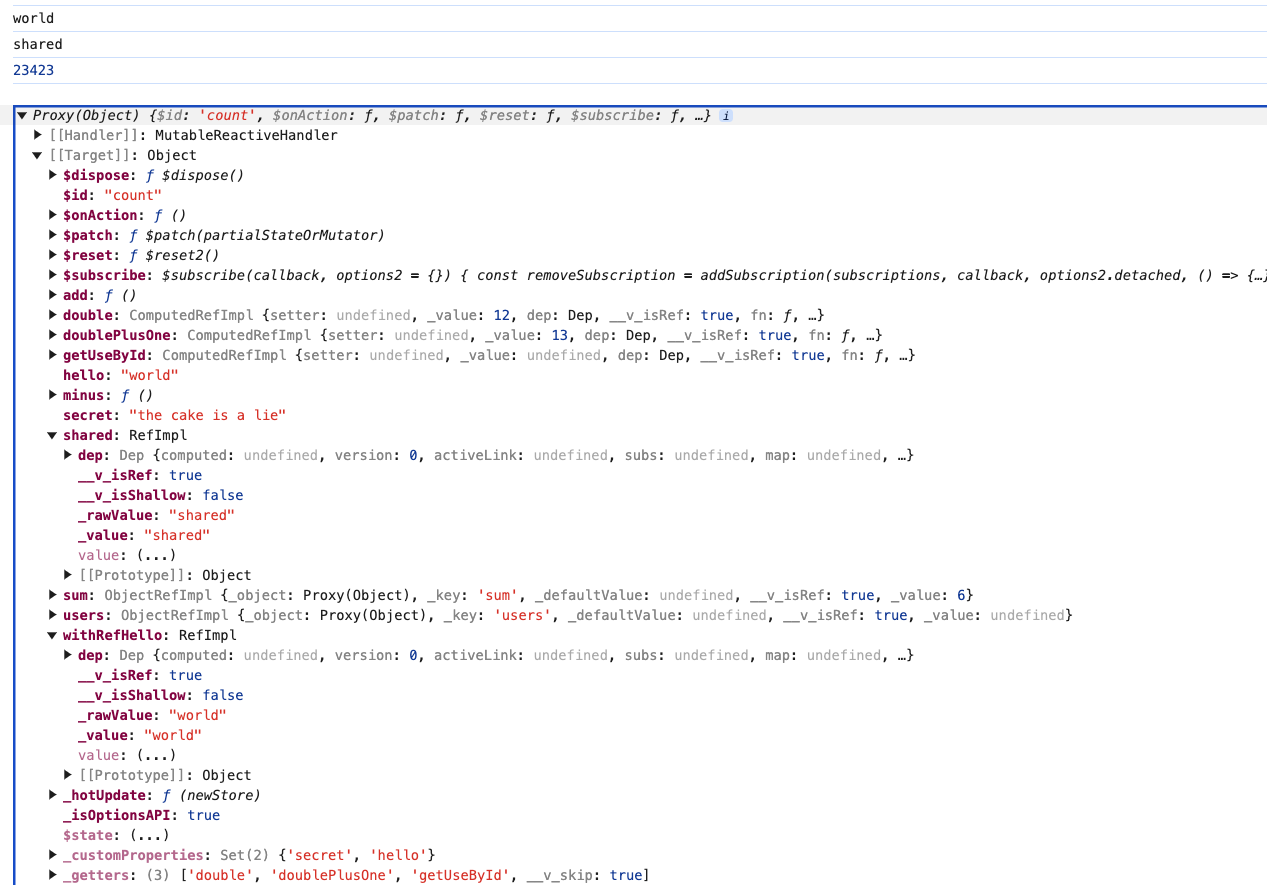 world
shared
23423
Proxy(Object) {$id: 'count', $onAction: ƒ, $patch: ƒ, $reset: ƒ, $subscribe: ƒ, …} i
[[Handler]]: MutableReactiveHandler
[[Target]]: Object
$dispose: ƒ $dispose()
$id: "count"
$onAction: ƒ ()
$patch: ƒ $patch(partialStateOrMutator)
$reset: ƒ $reset2()
$subscribe: $subscribe(callback, options2 = {}) { const removeSubscription = addSubscription(subscriptions, callback, options2.detached, () => {…}
add: ƒ ()
double: ComputedRefImpl {setter: undefined, _value: 12, dep: Dep, __v_isRef: true, fn: ƒ, …}
doublePlusOne: ComputedRefImpl {setter: undefined, _value: 13, dep: Dep, __v_isRef: true, fn: ƒ, …}
getUseById: ComputedRefImpl {setter: undefined, _value: undefined, dep: Dep, __v_isRef: true, fn: ƒ, …}
hello: "world"
minus: ƒ ()
secret: "the cake is a lie"
shared: RefImpl
dep: Dep {computed: undefined, version: 0, activeLink: undefined, subs: undefined, map: undefined, …}
__v_isRef: true
__v_isShallow: false
_rawValue: "shared"
_value: "shared"
value: (...)
[[Prototype]]: Object
sum: ObjectRefImpl {_object: Proxy(Object), _key: 'sum', _defaultValue: undefined, __v_isRef: true, _value: 6}
users: ObjectRefImpl {_object: Proxy(Object), _key: 'users', _defaultValue: undefined, __v_isRef: true, _value: undefined}
withRefHello: RefImpl
dep: Dep {computed: undefined, version: 0, activeLink: undefined, subs: undefined, map: undefined, …}
__v_isRef: true
__v_isShallow: false
_rawValue: "world"
_value: "world"
value: (...)
[[Prototype]]: Object
_hotUpdate: ƒ (newStore)
_isOptionsAPI: true
$state: (...)
_customProperties: Set(2) {'secret', 'hello'}
_getters: (3) ['double', 'doublePlusOne', 'getUseById', __v_skip: true]